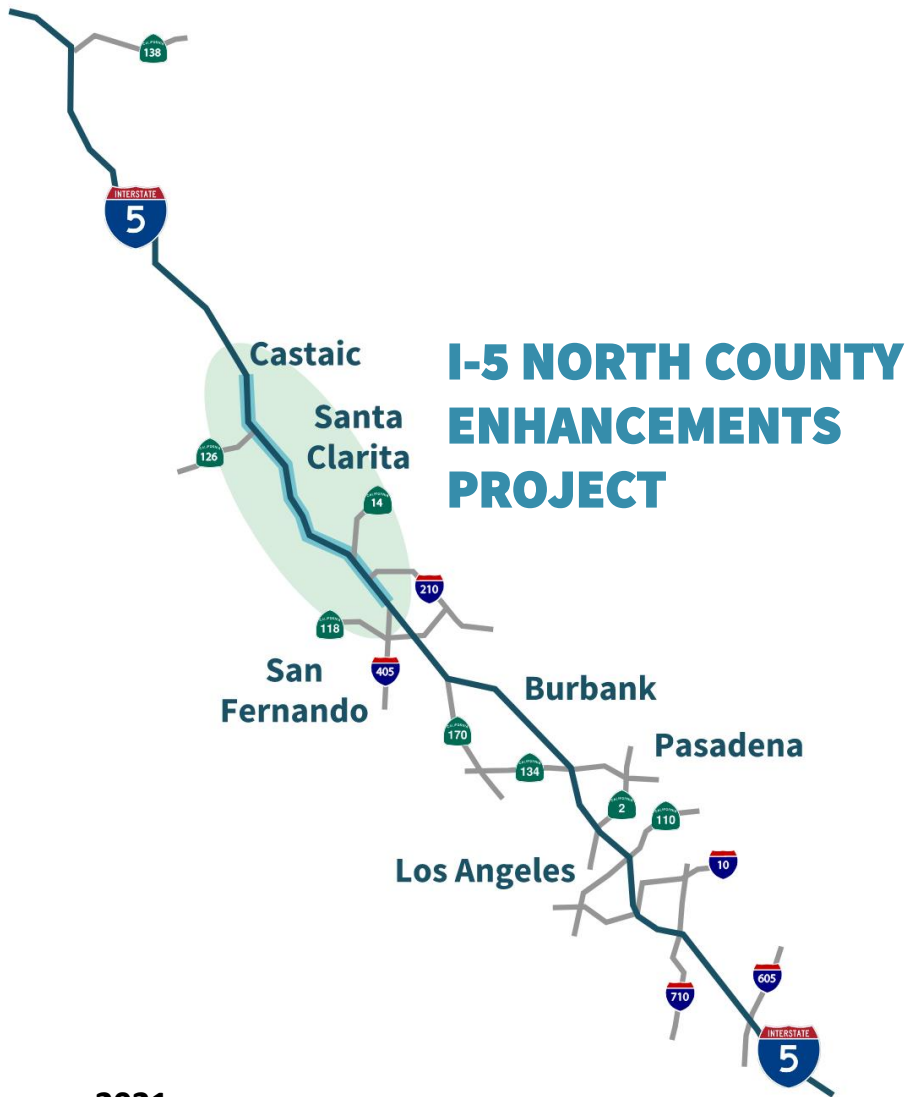 138
INTERSTATE
5
Castaic
I-5 NORTH COUNTY
ENHANCEMENTS
PROJECT
Santa
Clarita
126
14
210
118
405
San
Fernando
Burbank
170
Pasadena
134
2
110
Los Angeles
10
605
710
INTERSTATE
5